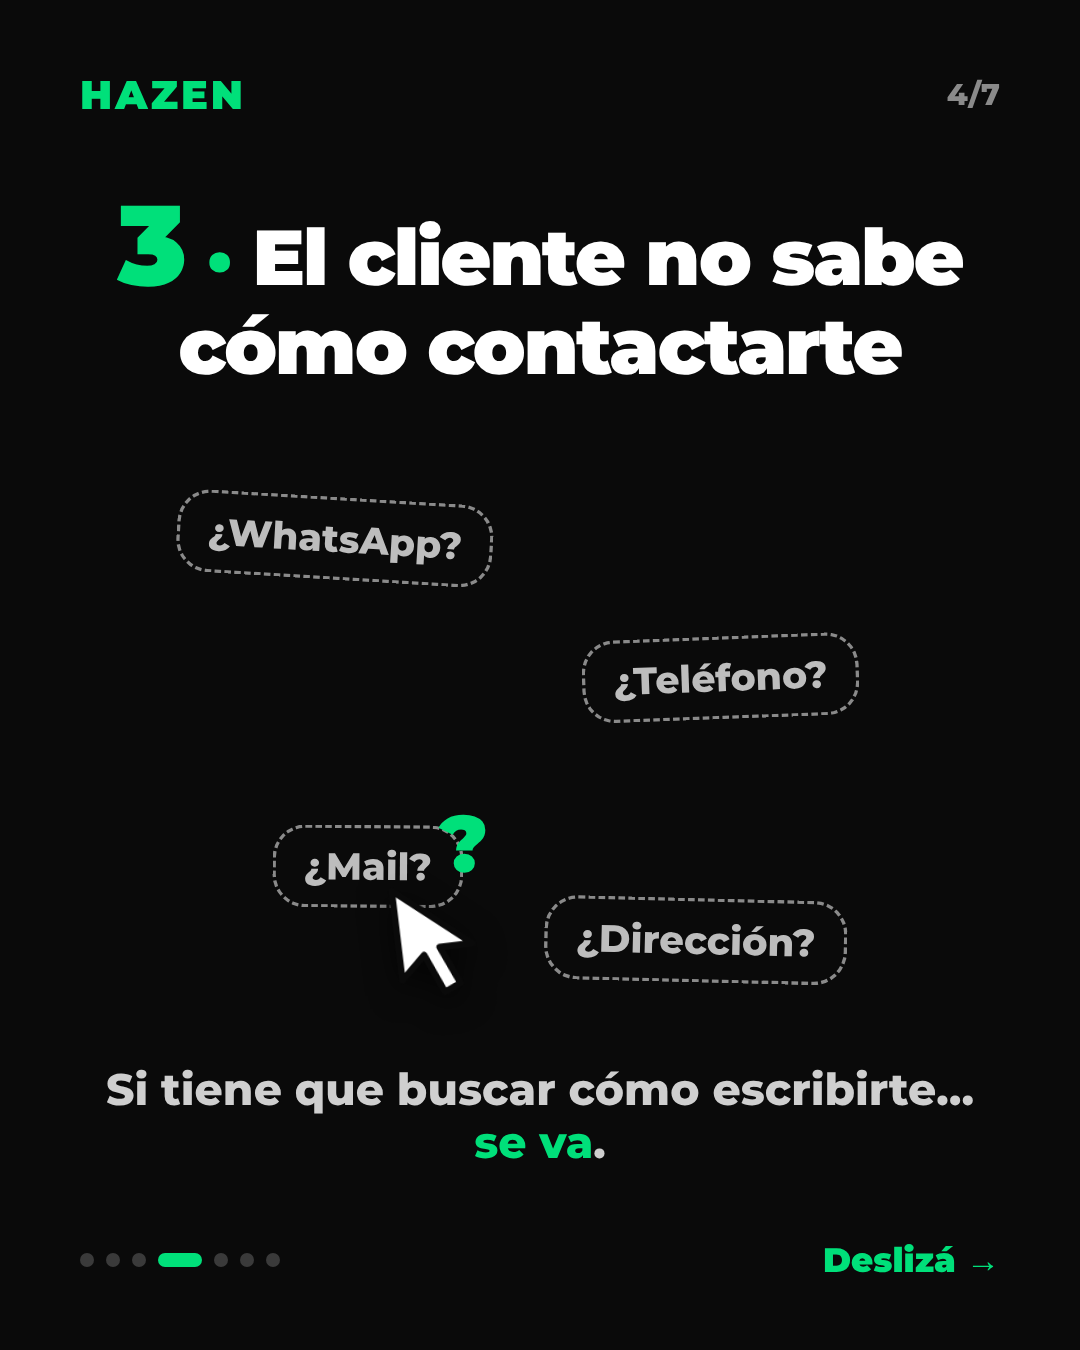 HAZEN
4/7
3 · El cliente no sabe
cómo contactarte
¿WhatsApp?
¿Teléfono?
¿Mail?
?
¿Dirección?
Si tiene que buscar cómo escribirte...
se va.
Deslizá →